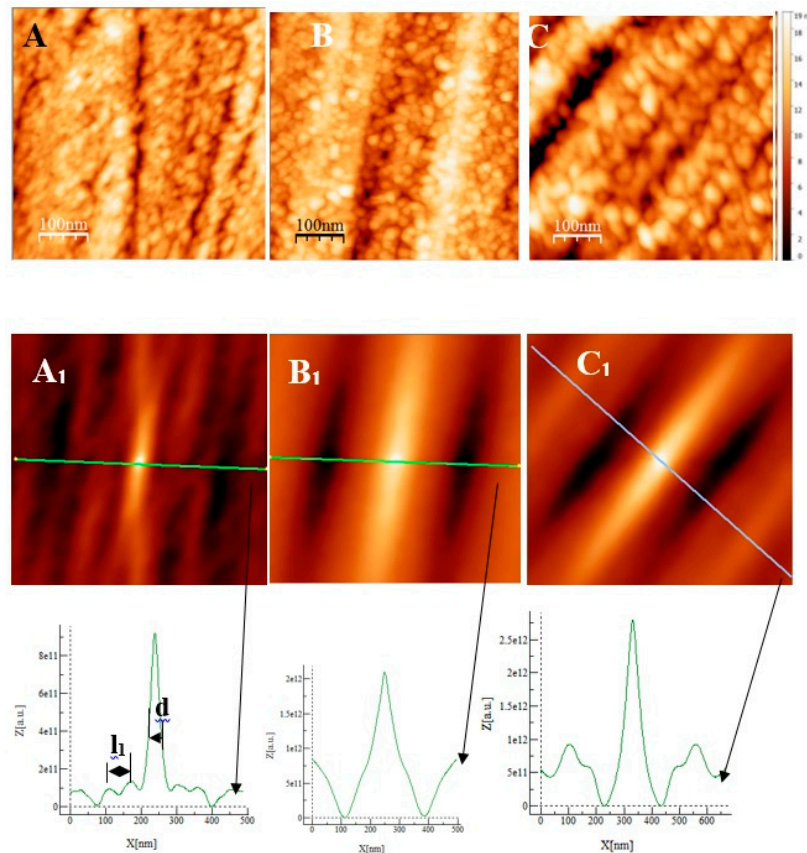 A
B
C
19 nm
18
16
14
12
10
8
6
4
2
0
100nm
100nm
100nm
A1
B1
C1
8e11
6e11
4e11
2e11
0
Z[a.u.]
l1
d
0
100
200
300
400
500
X[nm]
2e12
1.5e12
1e12
5e11
0
Z[a.u.]
0
100
200
300
400
500
X[nm]
2.5e12
2e12
1.5e12
1e12
5e11
0
Z[a.u.]
0
100
200
300
400
500
600
X[nm]